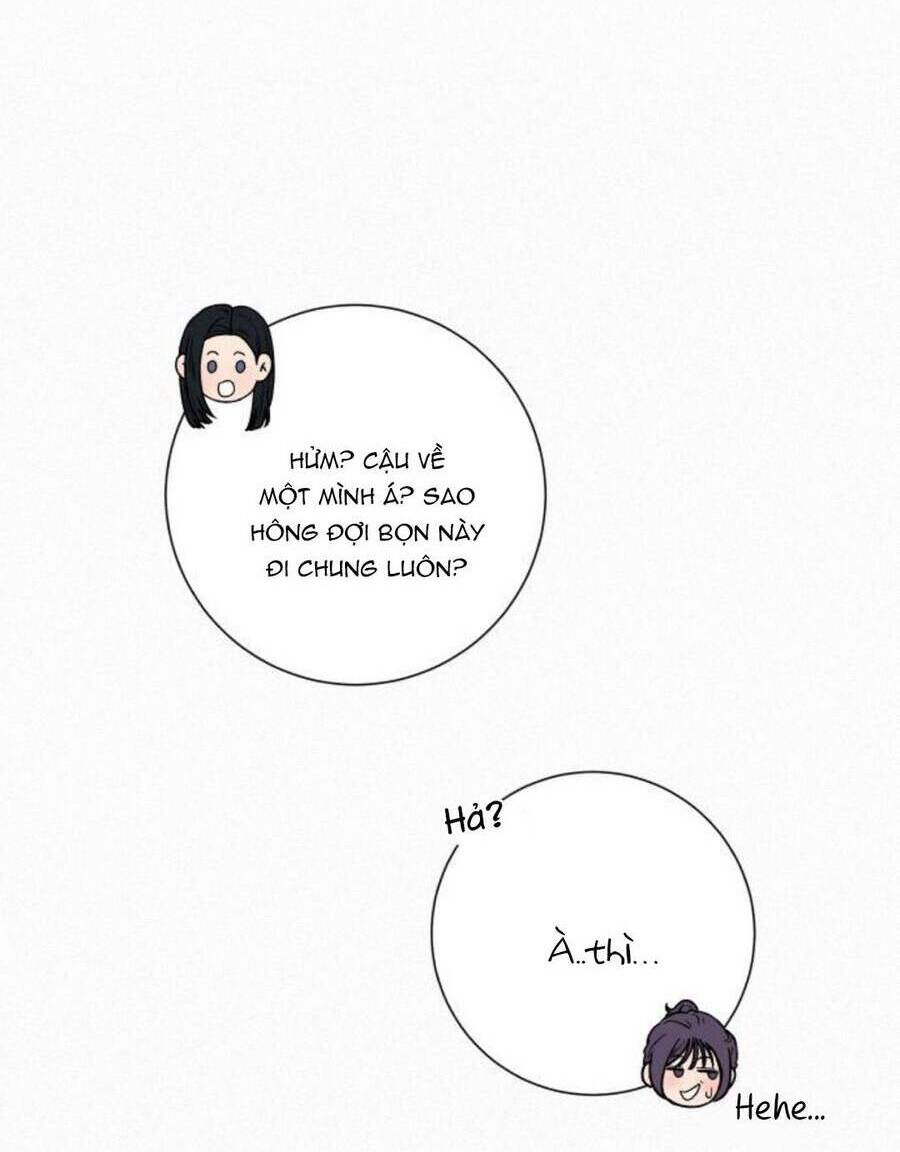 HỬM? CẬU VỀ
MỘT MÌNH Á? SAO
HÔNG ĐỢI BỌN NÀY
ĐI CHUNG LUÔN?
Hả?
À..thì...
Hehe...